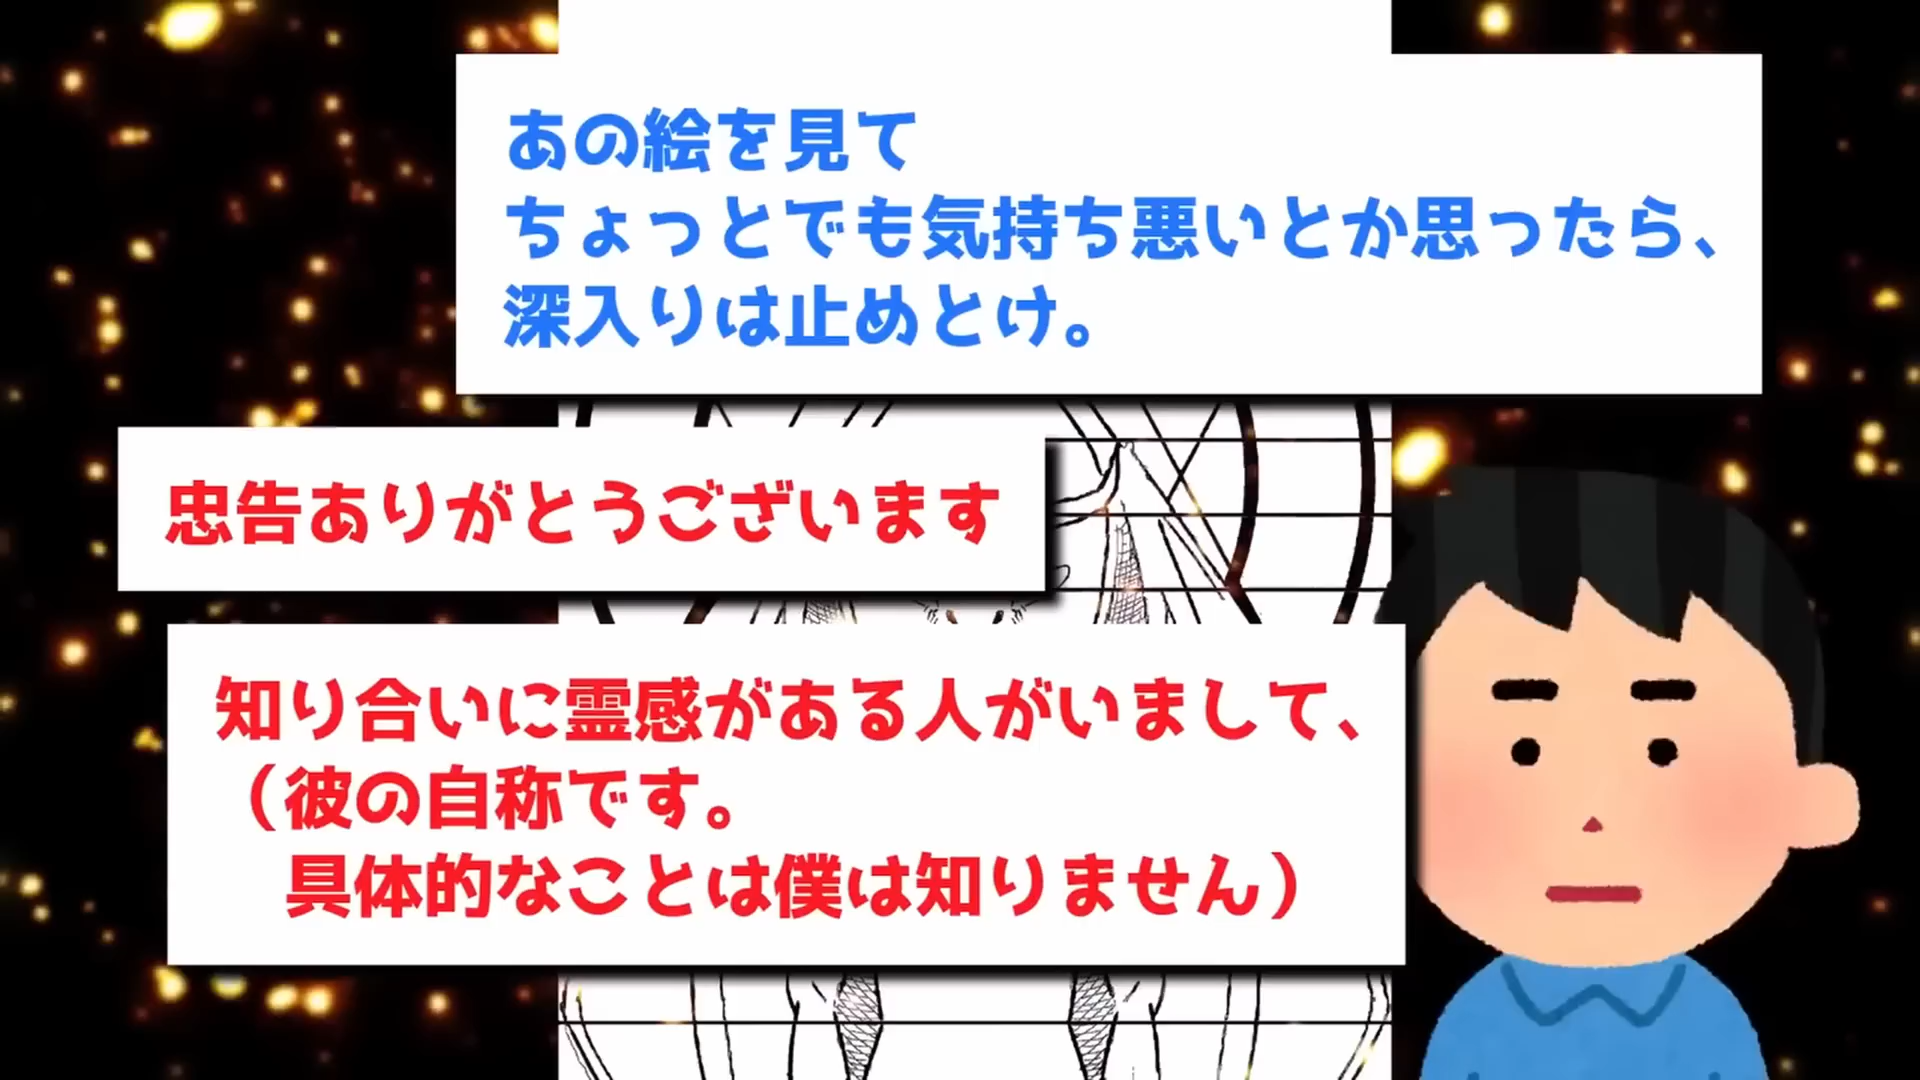 あの絵を見て
ちょっとでも気持ち悪いとか思ったら、
深入りは止めとけ。
忠告ありがとうございます
知り合いに霊感がある人がいまして、
（彼の自称です。
具体的なことは僕は知りません）